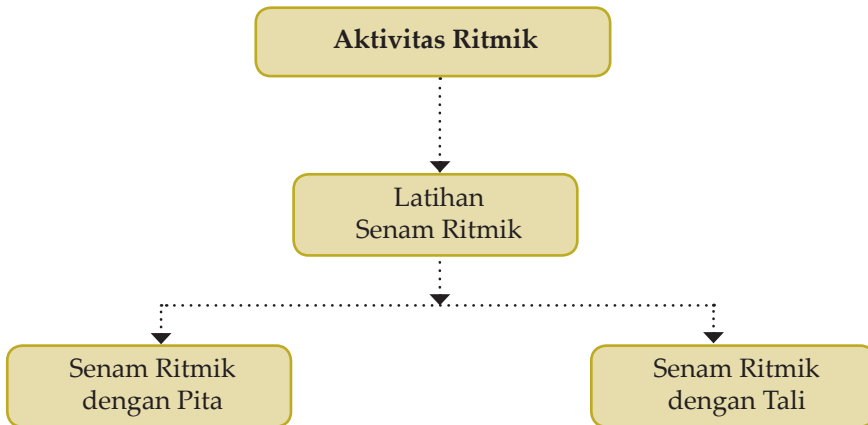 Aktivitas Ritmik
Latihan
Senam Ritmik
Senam Ritmik
dengan Pita
Senam Ritmik
dengan Tali